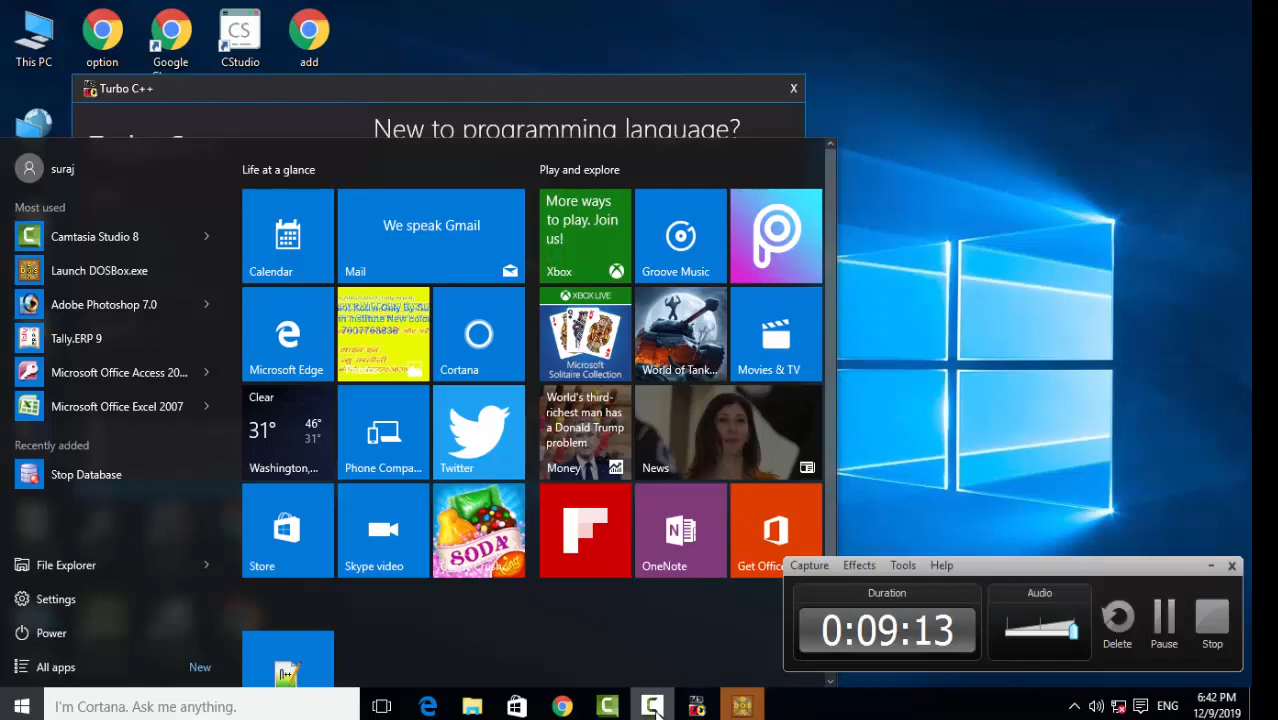 This PC
option
Google
CStudio
add
CS
Turbo C++
X
New to programming language?
suraj
Life at a glance
Play and explore
Most used
Camtasia Studio 8
Launch DOSBox.exe
Adobe Photoshop 7.0
Tally.ERP 9
Microsoft Office Access 20...
Microsoft Office Excel 2007
Recently added
Stop Database
File Explorer
Settings
Power
All apps
New
Calendar
We speak Gmail
Mail
More ways
to play. Join
us!
Xbox
Groove Music
Microsoft Edge
7007768636
Cortana
XBOX LIVE
Microsoft
Solitaire Collection
World of Tank...
Movies & TV
Clear
31°
46°
31°
Washington,...
Phone Compa...
Twitter
World's third-
richest man has
a Donald Trump
problem
Money
News
Store
Skype video
SODA
OneNote
Get Offic
Capture
Effects
Tools
Help
Duration
0:09:13
Audio
Delete
Pause
Stop
I'm Cortana. Ask me anything.
DOS
ENG
6:42 PM
12/9/2019